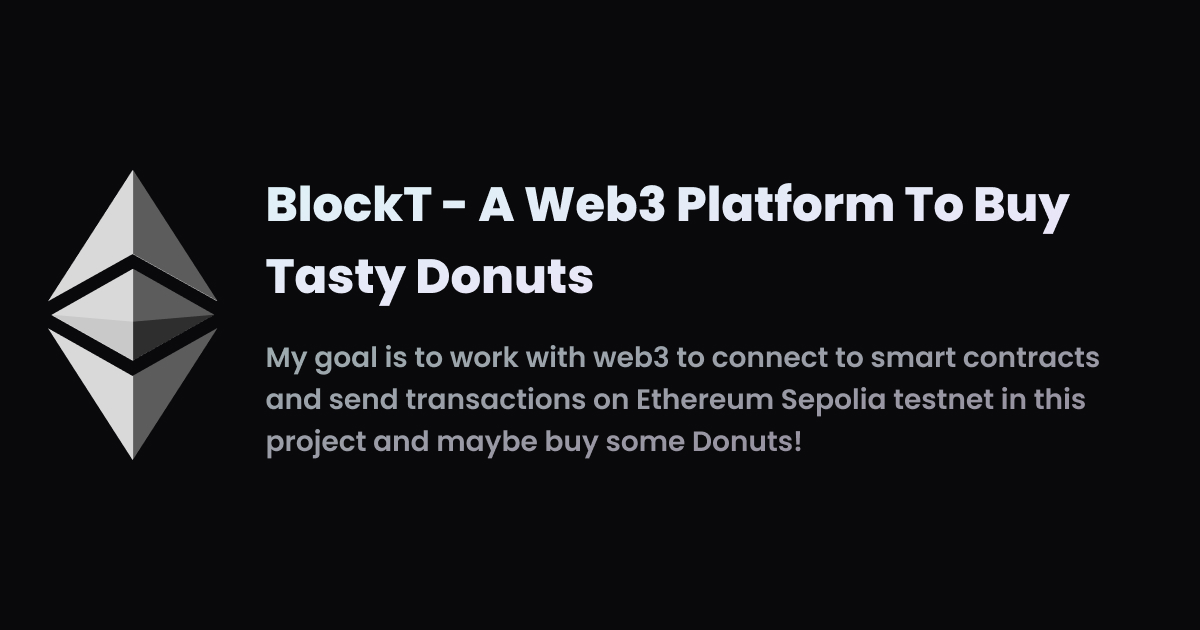 BlockT - A Web3 Platform To Buy
Tasty Donuts
My goal is to work with web3 to connect to smart contracts
and send transactions on Ethereum Sepolia testnet in this
project and maybe buy some Donuts!